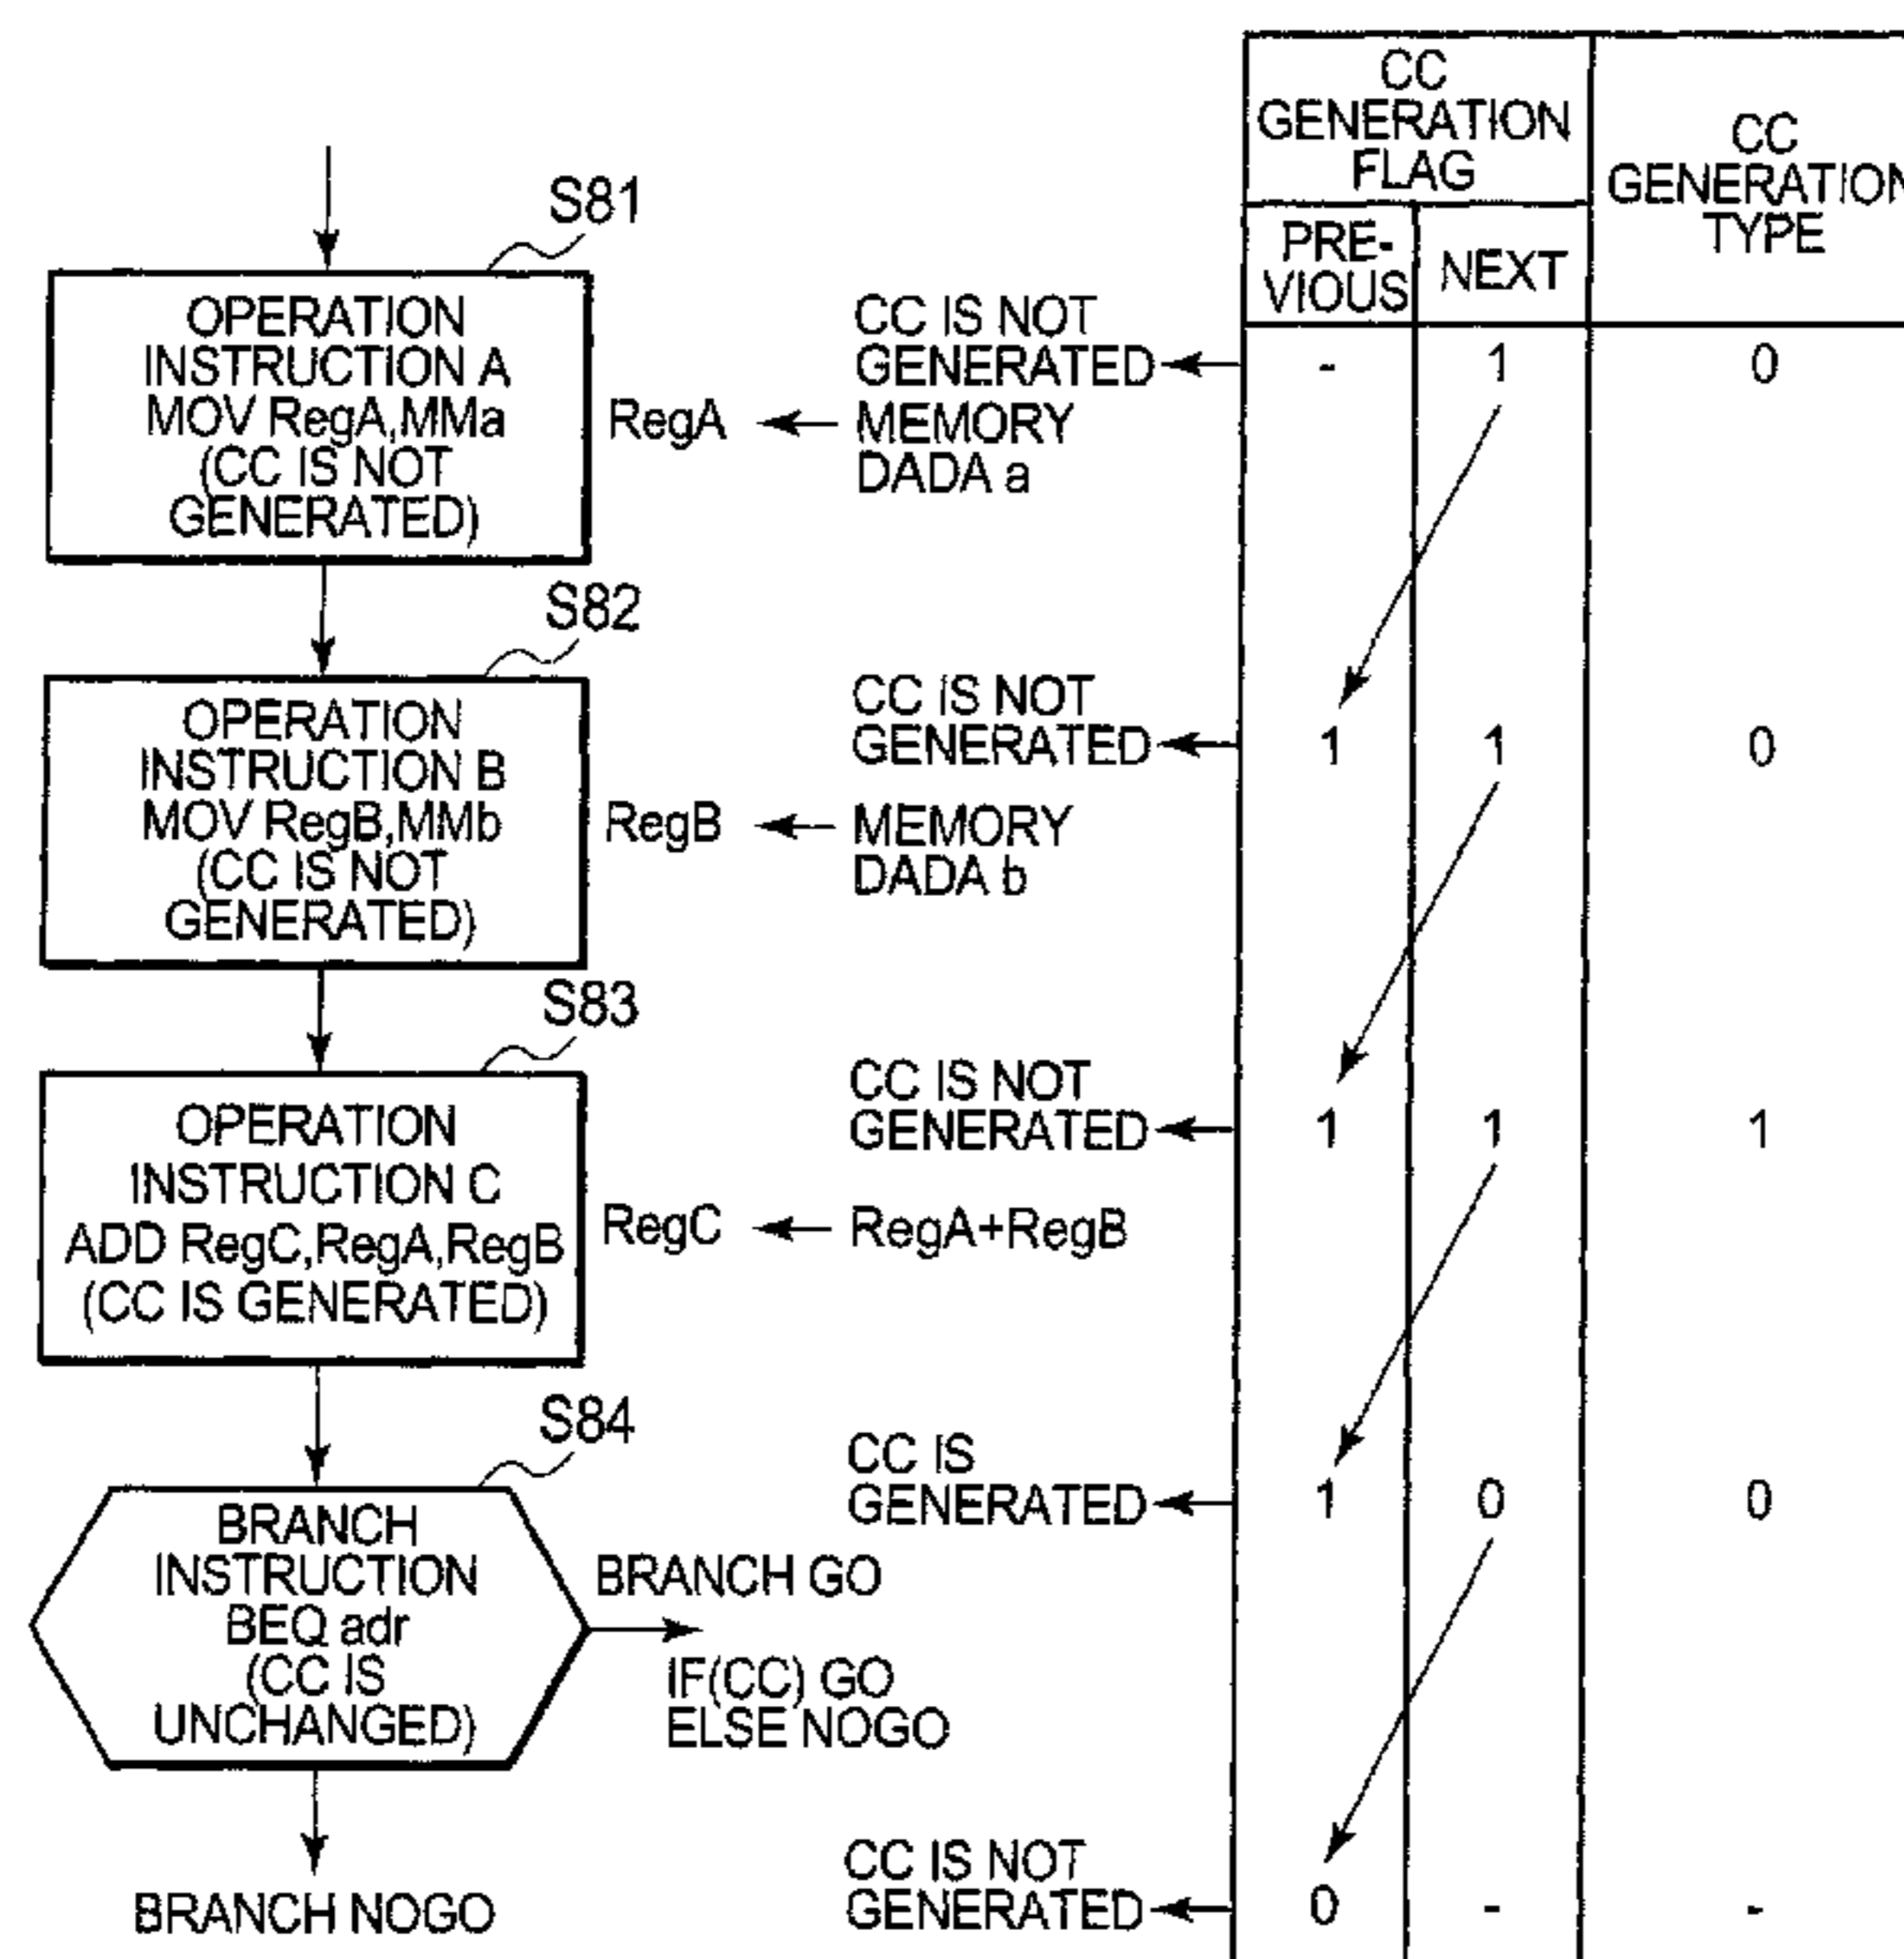 CC
GENERATION
FLAG
CC
GENERATION
TYPE
PRE-
VIOUS
NEXT
S81
OPERATION
INSTRUCTION A
MOV RegA,MMa
(CC IS NOT
GENERATED)
RegA
CC IS NOT
GENERATED
MEMORY
DADA a
- 1 0
S82
OPERATION
INSTRUCTION B
MOV RegB,MMb
(CC IS NOT
GENERATED)
RegB
CC IS NOT
GENERATED
MEMORY
DADA b
1 1 0
S83
OPERATION
INSTRUCTION C
ADD RegC,RegA,RegB
(CC IS GENERATED)
RegC
CC IS NOT
GENERATED
RegA+RegB
1 1 1
S84
BRANCH
INSTRUCTION
BEQ adr
(CC IS
UNCHANGED)
BRANCH GO
IF(CC) GO
ELSE NOGO
CC IS
GENERATED
1 0 0
BRANCH NOGO
CC IS NOT
GENERATED
0 - -